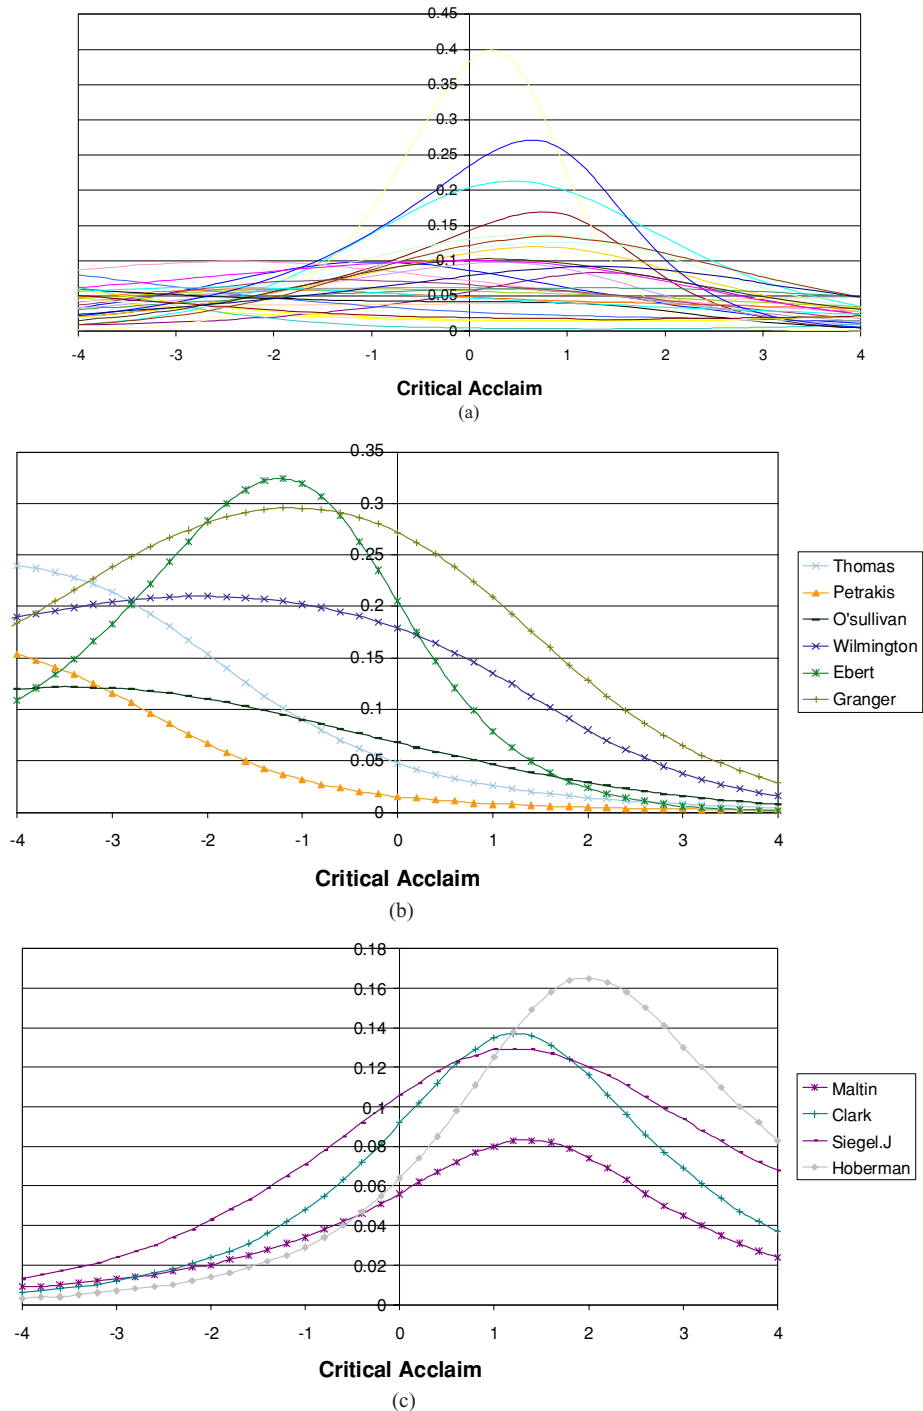 0.45
0.4
0.35
0.3
0.25
0.2
0.15
0.1
0.05
0
-4 -3 -2 -1 0 1 2 3 4
Critical Acclaim
(a)
0.35
0.3
0.25
0.2
0.15
0.1
0.05
0
-4 -3 -2 -1 0 1 2 3 4
Thomas
Petrakis
O'sullivan
Wilmington
Ebert
Granger
Critical Acclaim
(b)
0.18
0.16
0.14
0.12
0.1
0.08
0.06
0.04
0.02
0
-4 -3 -2 -1 0 1 2 3 4
Maltin
Clark
Siegel.J
Hoberman
Critical Acclaim
(c)